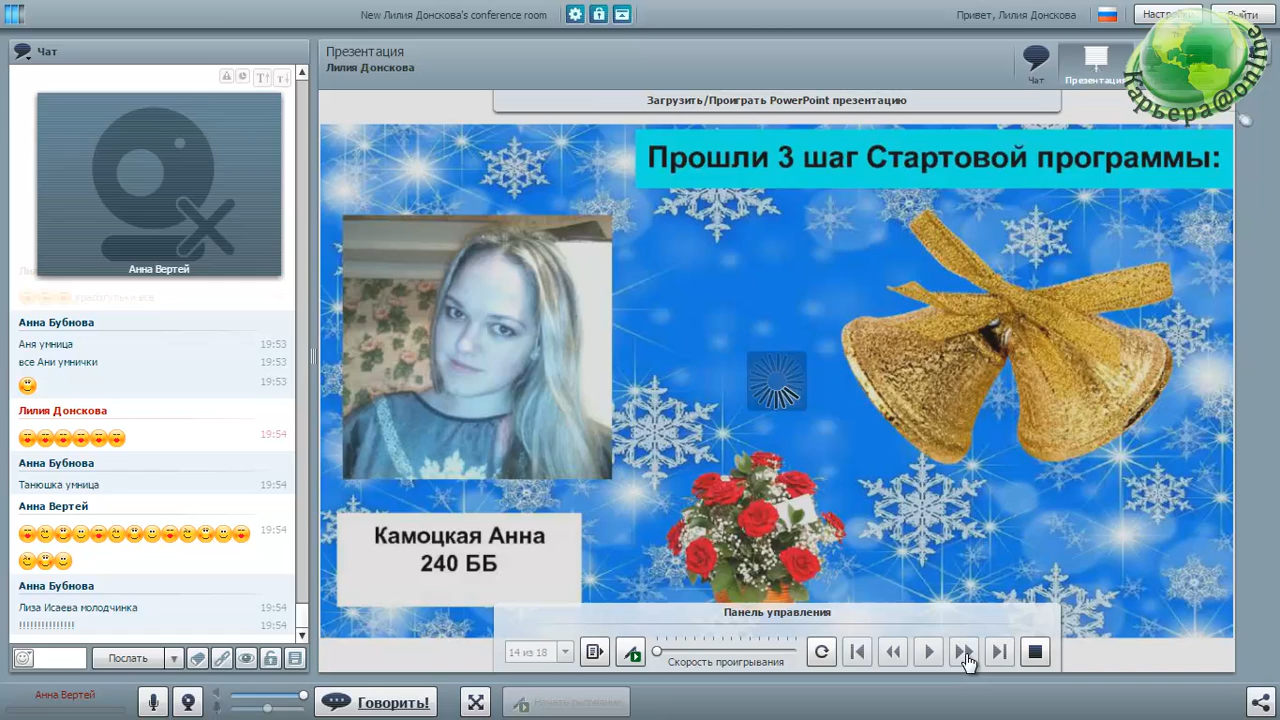 New Лилия Донскова's conference room
Привет, Лилия Донскова
Настройки
Выйти
Чат
Презентация
Лилия Донскова
Чат
Презентация
Карьера@online
Загрузить/Проиграть PowerPoint презентацию
Анна Вертей
Анна Бубнова
Аня умница 19:53
все Ани умнички 19:53
19:53
Лилия Донскова
19:54
Анна Бубнова
Танюшка умница 19:54
Анна Вертей
19:54
Анна Бубнова
Лиза Исаева молодчинка 19:54
!!!!!!!!!!!!!!! 19:54
Послать
Прошли 3 шаг Стартовой программы:
Камоцкая Анна
240 ББ
Панель управления
14 из 18
Скорость проигрывания
Анна Вертей
Говорить!